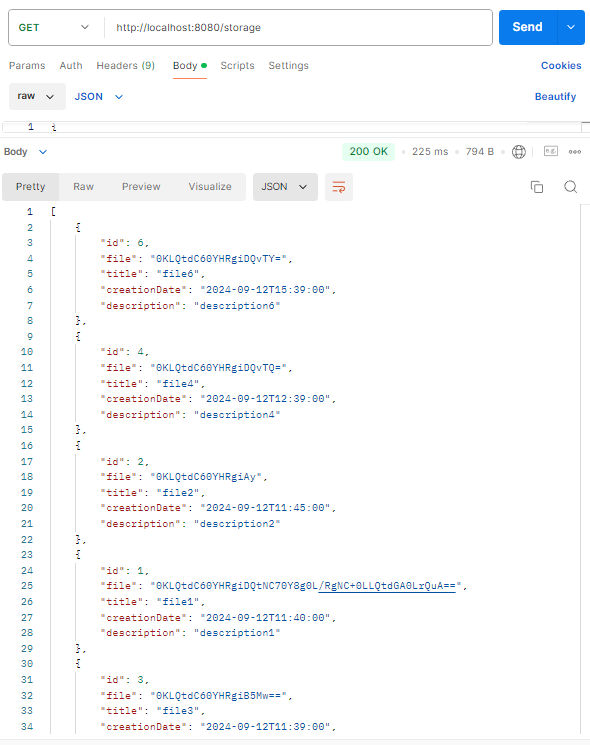 GET http://localhost:8080/storage Send
Params Auth Headers (9) Body Scripts Settings Cookies
raw JSON Beautify
1 {
Body 200 OK 225 ms 794 B e.g.
Pretty Raw Preview Visualize JSON
1 [
2 {
3 "id": 6,
4 "file": "0KLQtdC60YHRgiDQvTY=",
5 "title": "file6",
6 "creationDate": "2024-09-12T15:39:00",
7 "description": "description6"
8 },
9 {
10 "id": 4,
11 "file": "0KLQtdC60YHRgiDQvTQ=",
12 "title": "file4",
13 "creationDate": "2024-09-12T12:39:00",
14 "description": "description4"
15 },
16 {
17 "id": 2,
18 "file": "0KLQtdC60YHRgiAy",
19 "title": "file2",
20 "creationDate": "2024-09-12T11:45:00",
21 "description": "description2"
22 },
23 {
24 "id": 1,
25 "file": "0KLQtdC60YHRgiDQtNC70Y8g0L/RgNC+0LLQtdGA0LrQuA==",
26 "title": "file1",
27 "creationDate": "2024-09-12T11:40:00",
28 "description": "description1"
29 },
30 {
31 "id": 3,
32 "file": "0KLQtdC60YHRgiB5Mw==",
33 "title": "file3",
34 "creationDate": "2024-09-12T11:39:00",